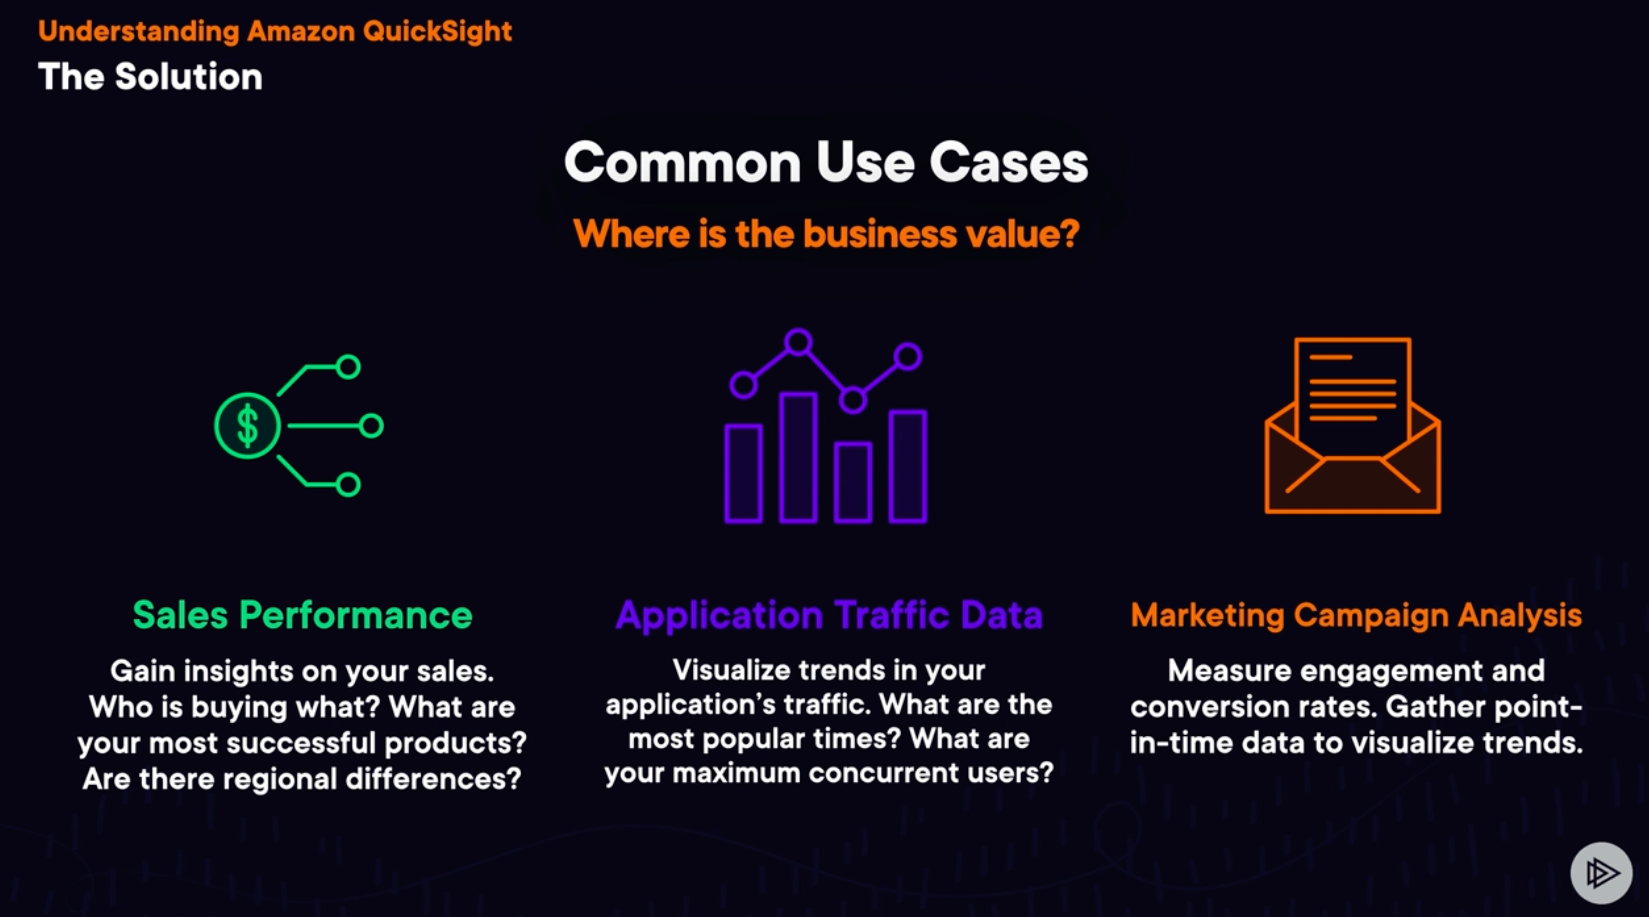 Understanding Amazon QuickSight
The Solution
Common Use Cases
Where is the business value?
$
Sales Performance
Gain insights on your sales.
Who is buying what? What are
your most successful products?
Are there regional differences?
Application Traffic Data
Visualize trends in your
application’s traffic. What are the
most popular times? What are
your maximum concurrent users?
Marketing Campaign Analysis
Measure engagement and
conversion rates. Gather point-
in-time data to visualize trends.